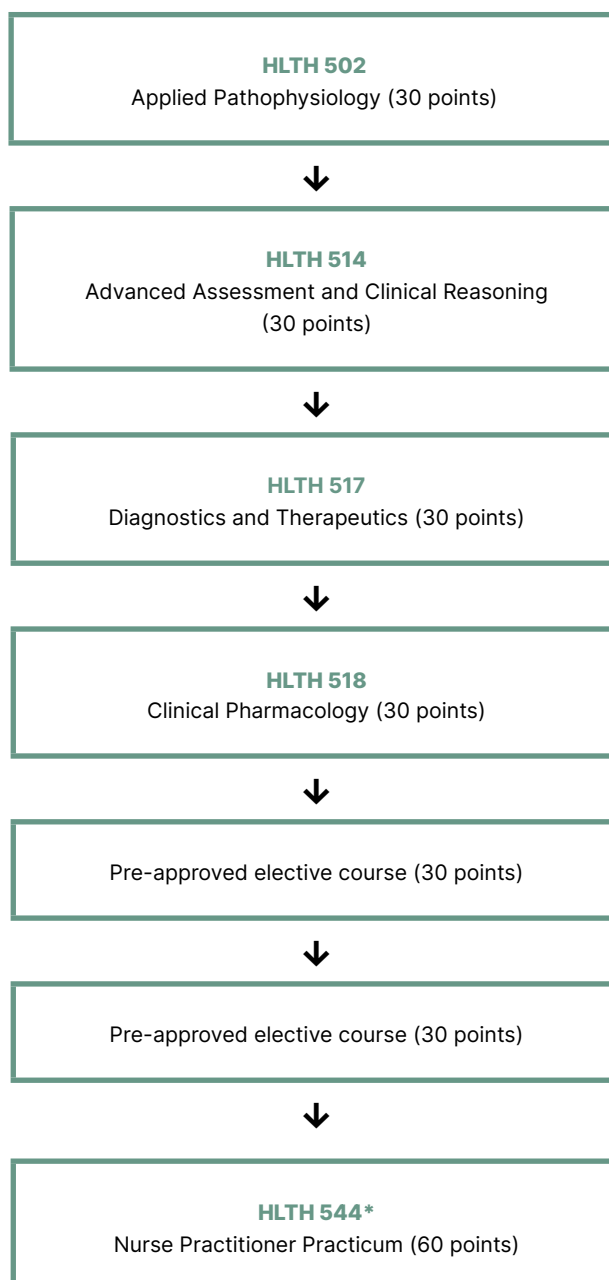 HLTH 502
Applied Pathophysiology (30 points)
HLTH 514
Advanced Assessment and Clinical Reasoning
(30 points)
HLTH 517
Diagnostics and Therapeutics (30 points)
HLTH 518
Clinical Pharmacology (30 points)
Pre-approved elective course (30 points)
Pre-approved elective course (30 points)
HLTH 544*
Nurse Practitioner Practicum (60 points)